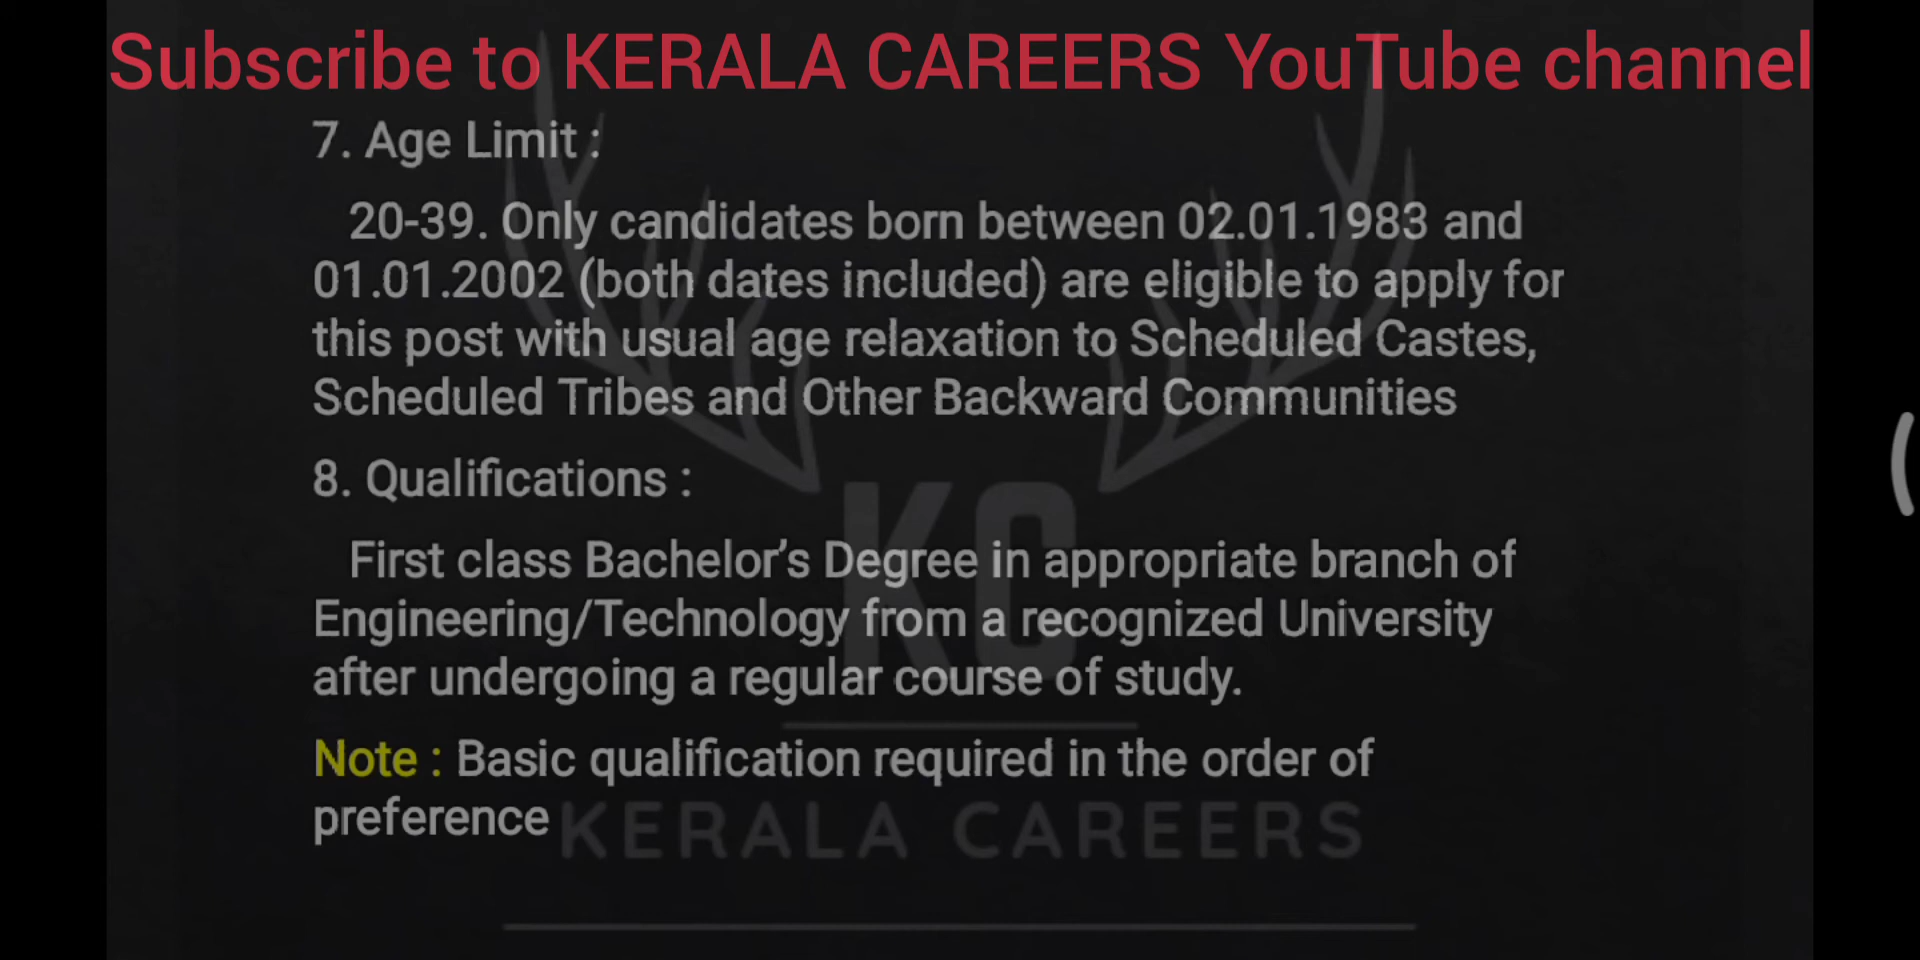 Subscribe to KERALA CAREERS YouTube channel
7. Age Limit :
20-39. Only candidates born between 02.01.1983 and
01.01.2002 (both dates included) are eligible to apply for
this post with usual age relaxation to Scheduled Castes,
Scheduled Tribes and Other Backward Communities
8. Qualifications :
First class Bachelor’s Degree in appropriate branch of
Engineering/Technology from a recognized University
after undergoing a regular course of study.
Note : Basic qualification required in the order of
preference
KC
KERALA CAREERS